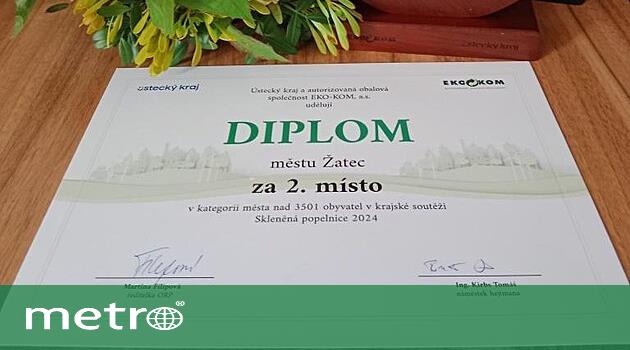 ústecký kraj
EKO-KOM
Ústecký kraj a autorizovaná obalová
společnost EKO-KOM, a.s.
udělují
DIPLOM
městu Žatec
za 2. místo
v kategorii města nad 3501 obyvatel v krajské soutěži
Skleněná popelnice 2024
Martina Filipová
ředitelka ORP
Ing. Kirbs Tomáš
náměstek hejtmana
metro®